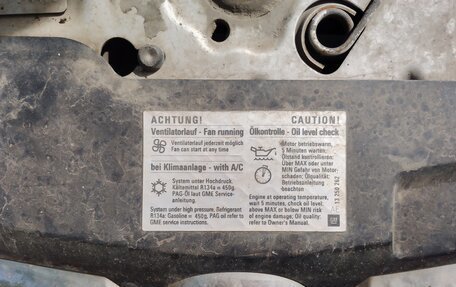 ACHTUNG!
CAUTION!
Ventilatorlauf - Fan running
Ventilatorlauf jederzeit möglich
Fan can start at any time
bei Klimaanlage - with A/C
System unter Hochdruck.
Kältemittel R134a = 450g.
PAG-Öl laut GME Service-
anleitung.
System under high pressure. Refrigerant
R134a: Gasoline = 450g, PAG oil refer to
GME service instructions.
Ölkontrolle - Oil level check
Motor betriebswarm,
5 Minuten warten.
Ölstand kontrollieren:
Über MAX oder unter
MIN Gefahr von Motor-
schaden; Ölqualität:
Betriebsanleitung
beachten
Engine at operating temperature,
wait 5 minutes, check oil level:
above MAX or below MIN risk
of engine damage; Oil quality:
refer to Owner's Manual.
GM